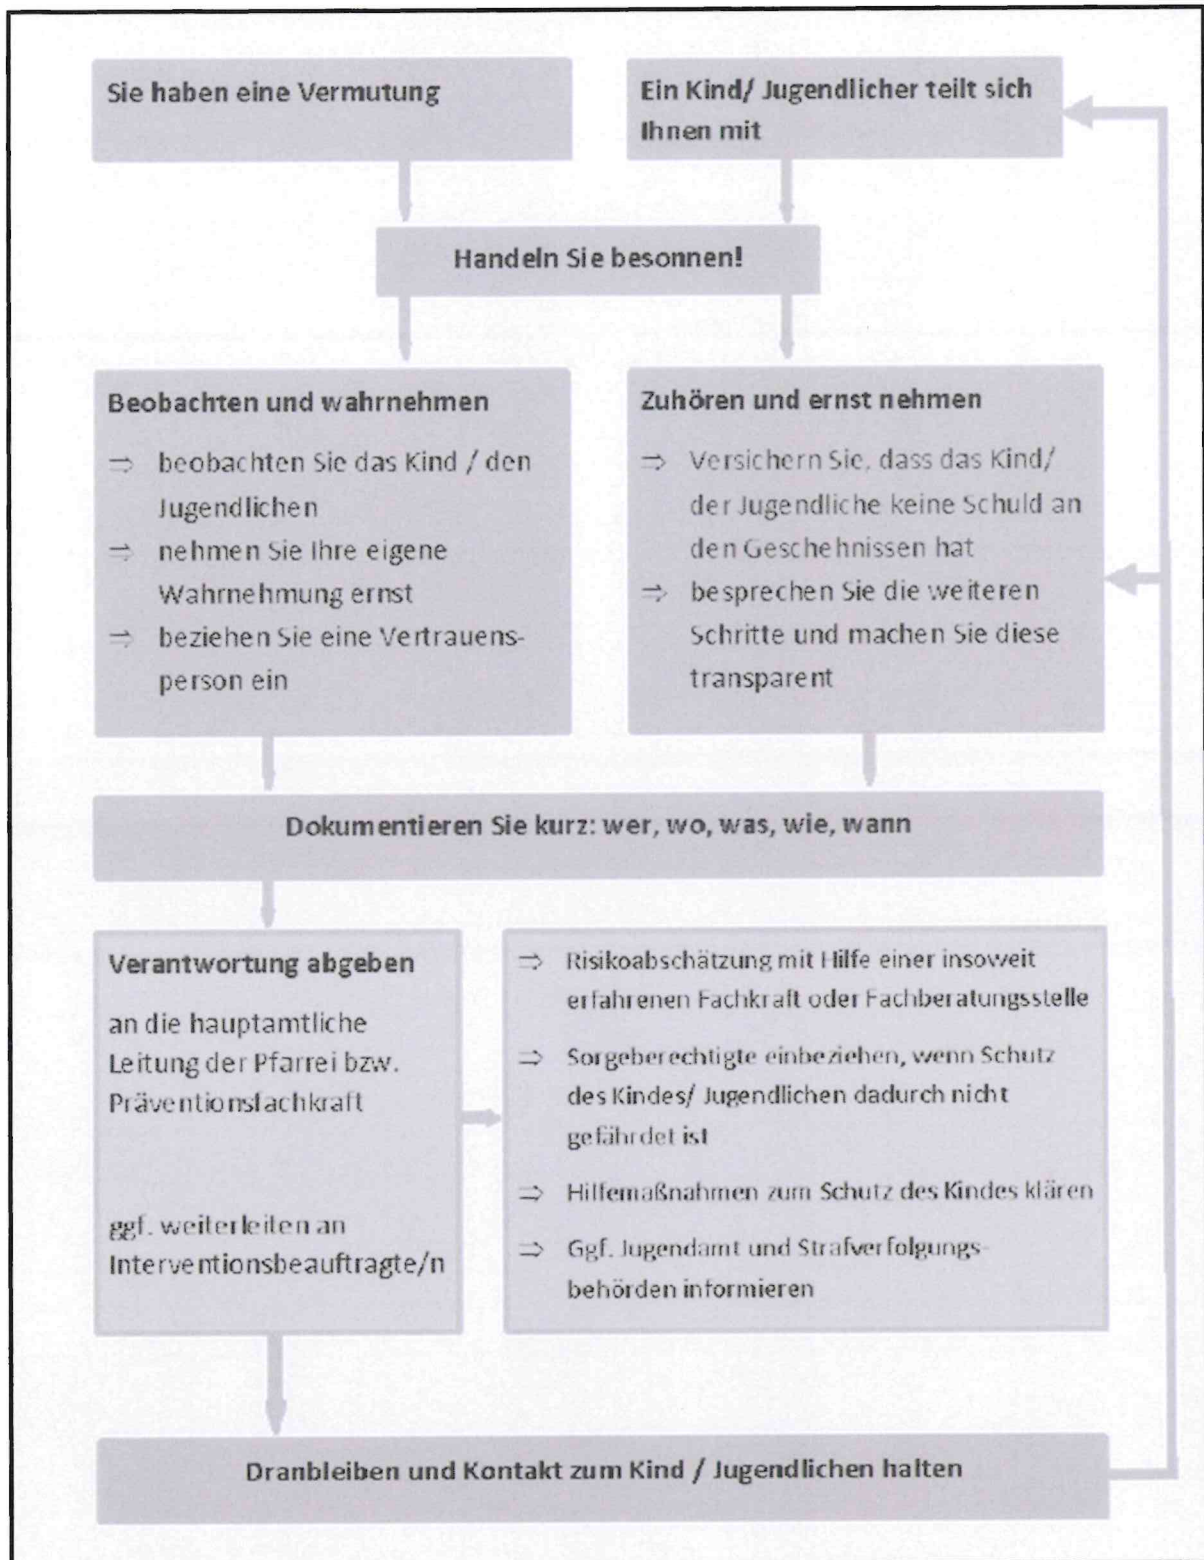 Sie haben eine Vermutung
Ein Kind/ Jugendlicher teilt sich
Ihnen mit
Handeln Sie besonnen!
Beobachten und wahrnehmen
⇒ beobachten Sie das Kind / den
Jugendlichen
⇒ nehmen Sie Ihre eigene
Wahrnehmung ernst
⇒ beziehen Sie eine Vertrauens-
person ein
Zuhören und ernst nehmen
⇒ Versichern Sie, dass das Kind/
der Jugendliche keine Schuld an
den Geschehnissen hat
⇒ besprechen Sie die weiteren
Schritte und machen Sie diese
transparent
Dokumentieren Sie kurz: wer, wo, was, wie, wann
Verantwortung abgeben
an die hauptamtliche
Leitung der Pfarrei bzw.
Präventionsfachkraft
ggf. weiterleiten an
Interventionsbeauftragte/n
⇒ Risikoabschätzung mit Hilfe einer insoweit
erfahrenen Fachkraft oder Fachberatungsstelle
⇒ Sorgeberechtigte einbeziehen, wenn Schutz
des Kindes/ Jugendlichen dadurch nicht
gefährdet ist
⇒ Hilfemaßnahmen zum Schutz des Kindes klären
⇒ Ggf. Jugendamt und Strafverfolgungs-
behörden informieren
Dranbleiben und Kontakt zum Kind / Jugendlichen halten